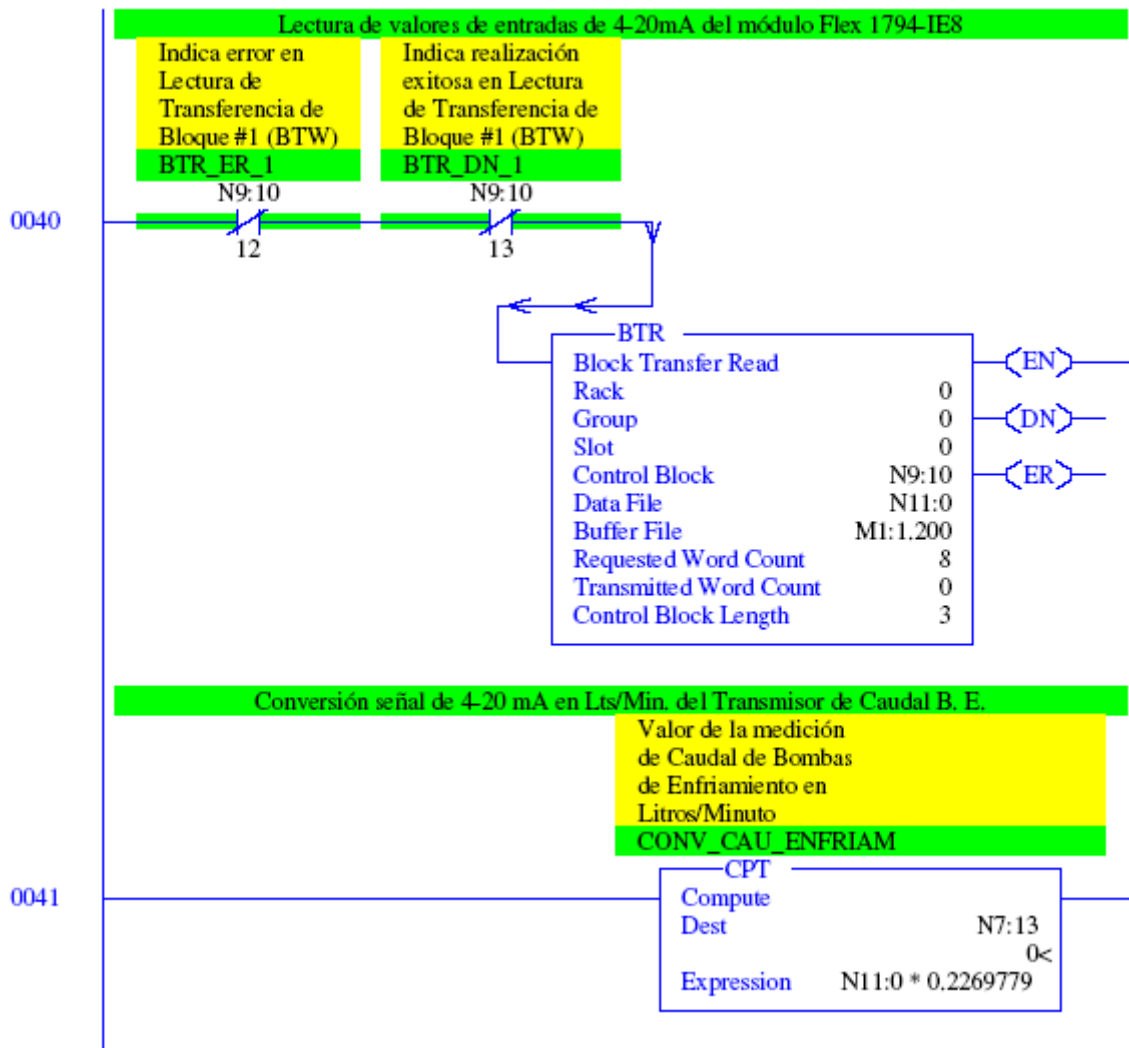 Lectura de valores de entradas de 4-20mA del módulo Flex 1794-IE8
Indica error en
Lectura de
Transferencia de
Bloque #1 (BTW)
BTR_ER_1
N9:10
12
Indica realización
exitosa en Lectura
de Transferencia de
Bloque #1 (BTW)
BTR_DN_1
N9:10
13
0040
BTR
Block Transfer Read
Rack 0
Group 0
Slot 0
Control Block N9:10
Data File N11:0
Buffer File M1:1.200
Requested Word Count 8
Transmitted Word Count 0
Control Block Length 3
EN
DN
ER
Conversión señal de 4-20 mA en Lts/Min. del Transmisor de Caudal B. E.
Valor de la medición
de Caudal de Bombas
de Enfriamiento en
Litros/Minuto
CONV_CAU_ENFRIAM
0041
CPT
Compute
Dest N7:13
0<
Expression N11:0 * 0.2269779